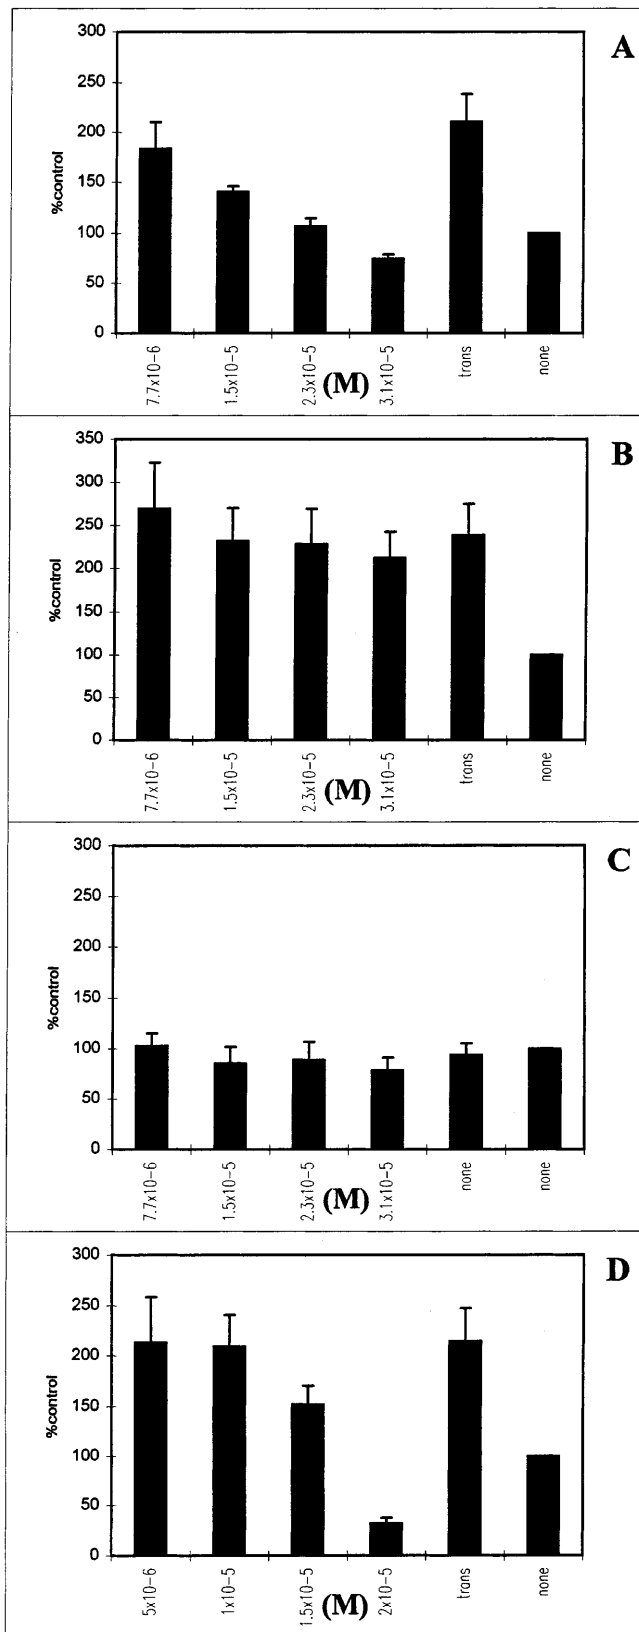 A
300
250
200
150
100
50
0
%control
7.7x10-6
1.5x10-5
2.3x10-5
3.1x10-5
trans
none
(M)
B
350
300
250
200
150
100
50
0
%control
7.7x10-6
1.5x10-5
2.3x10-5
3.1x10-5
trans
none
(M)
C
300
250
200
150
100
50
0
%control
7.7x10-6
1.5x10-5
2.3x10-5
3.1x10-5
none
none
(M)
D
300
250
200
150
100
50
0
%control
5x10-6
1x10-5
1.5x10-5
2x10-5
trans
none
(M)